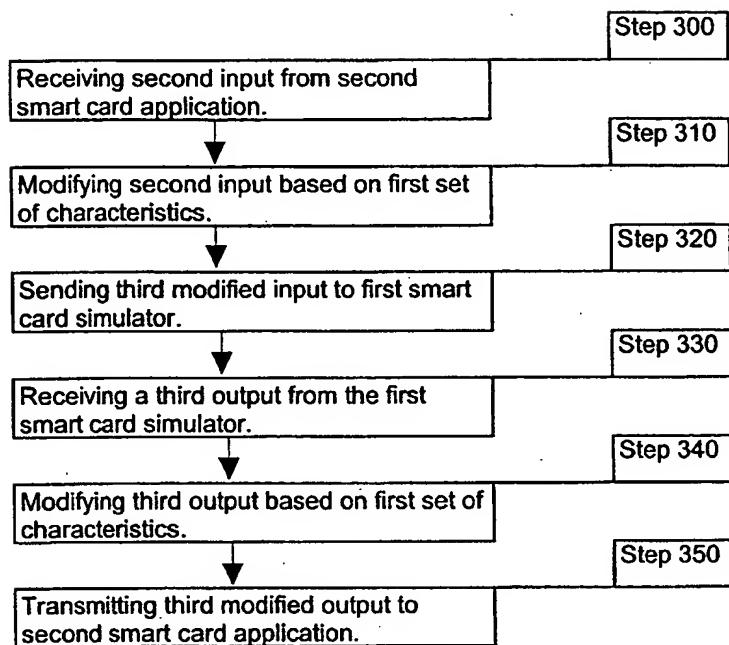 Step 300
Receiving second input from second
smart card application.
Step 310
Modifying second input based on first set
of characteristics.
Step 320
Sending third modified input to first smart
card simulator.
Step 330
Receiving a third output from the first
smart card simulator.
Step 340
Modifying third output based on first set of
characteristics.
Step 350
Transmitting third modified output to
second smart card application.